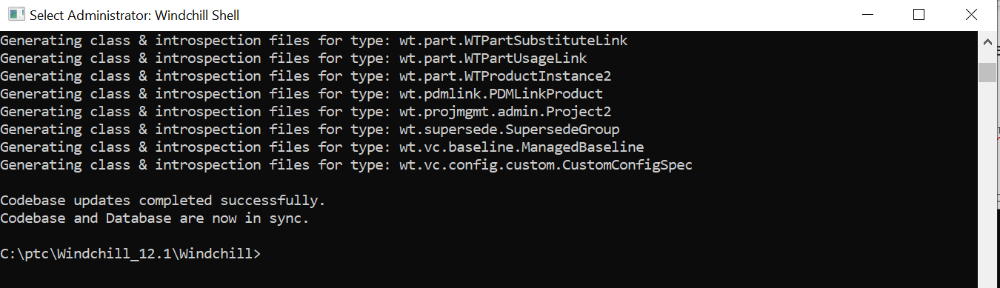 Select Administrator: Windchill Shell
Generating class & introspection files for type: wt.part.WTPartSubstituteLink
Generating class & introspection files for type: wt.part.WTPartUsageLink
Generating class & introspection files for type: wt.part.WTProductInstance2
Generating class & introspection files for type: wt.pdmlink.PDMLinkProduct
Generating class & introspection files for type: wt.projmgmt.admin.Project2
Generating class & introspection files for type: wt.supersede.SupersedeGroup
Generating class & introspection files for type: wt.vc.baseline.ManagedBaseline
Generating class & introspection files for type: wt.vc.config.custom.CustomConfigSpec
Codebase updates completed successfully.
Codebase and Database are now in sync.
C:\ptc\Windchill_12.1\Windchill>